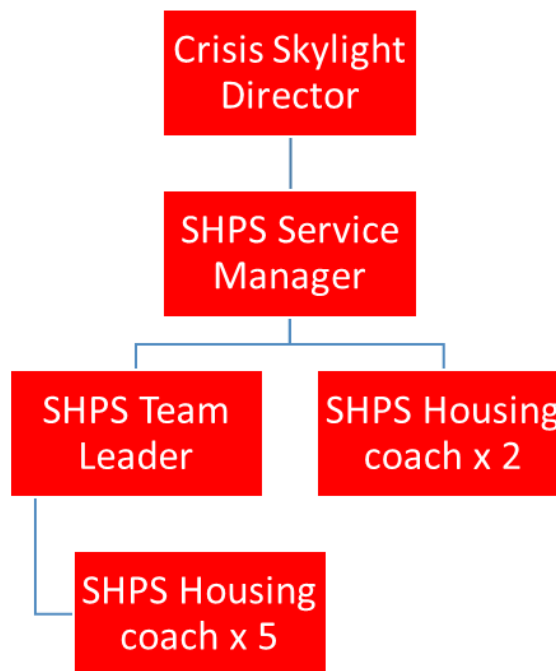 Crisis Skylight
Director
SHPS Service
Manager
SHPS Team
Leader
SHPS Housing
coach x 2
SHPS Housing
coach x 5